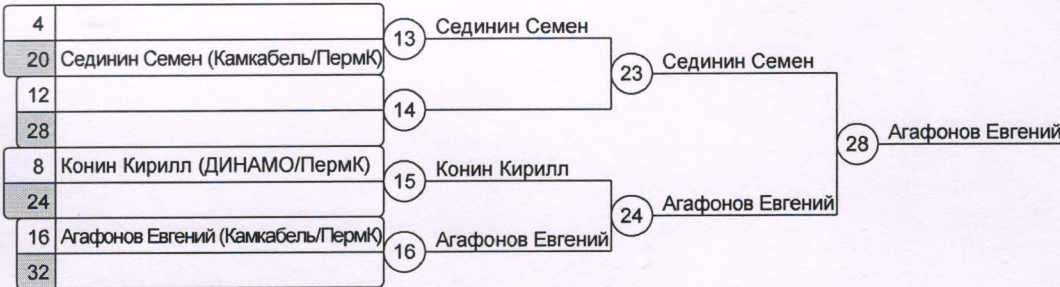 4
13
Сединин Семен
20 Сединин Семен (Камкабель/ПермК)
23
Сединин Семен
12
14
28
28
Агафонов Евгений
8 Конин Кирилл (ДИНАМО/ПермК)
15
Конин Кирилл
24
24
Агафонов Евгений
16 Агафонов Евгений (Камкабель/ПермК)
16
Агафонов Евгений
32